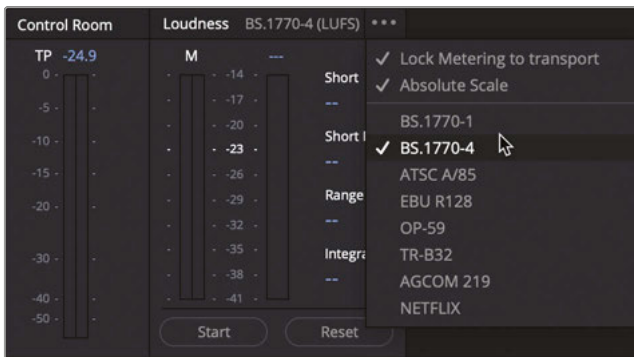 Control Room
Loudness BS.1770-4 (LUFS) •••
TP -24.9
0
-5
-10
-15
-20
-30
-40
-50
M ---
-14
-17
-20
-23
-26
-29
-32
-35
-38
-41
Short
--
Short
--
Range
--
Integra
--
Start
Reset
✓ Lock Metering to transport
✓ Absolute Scale
BS.1770-1
✓ BS.1770-4
ATSC A/85
EBU R128
OP-59
TR-B32
AGCOM 219
NETFLIX